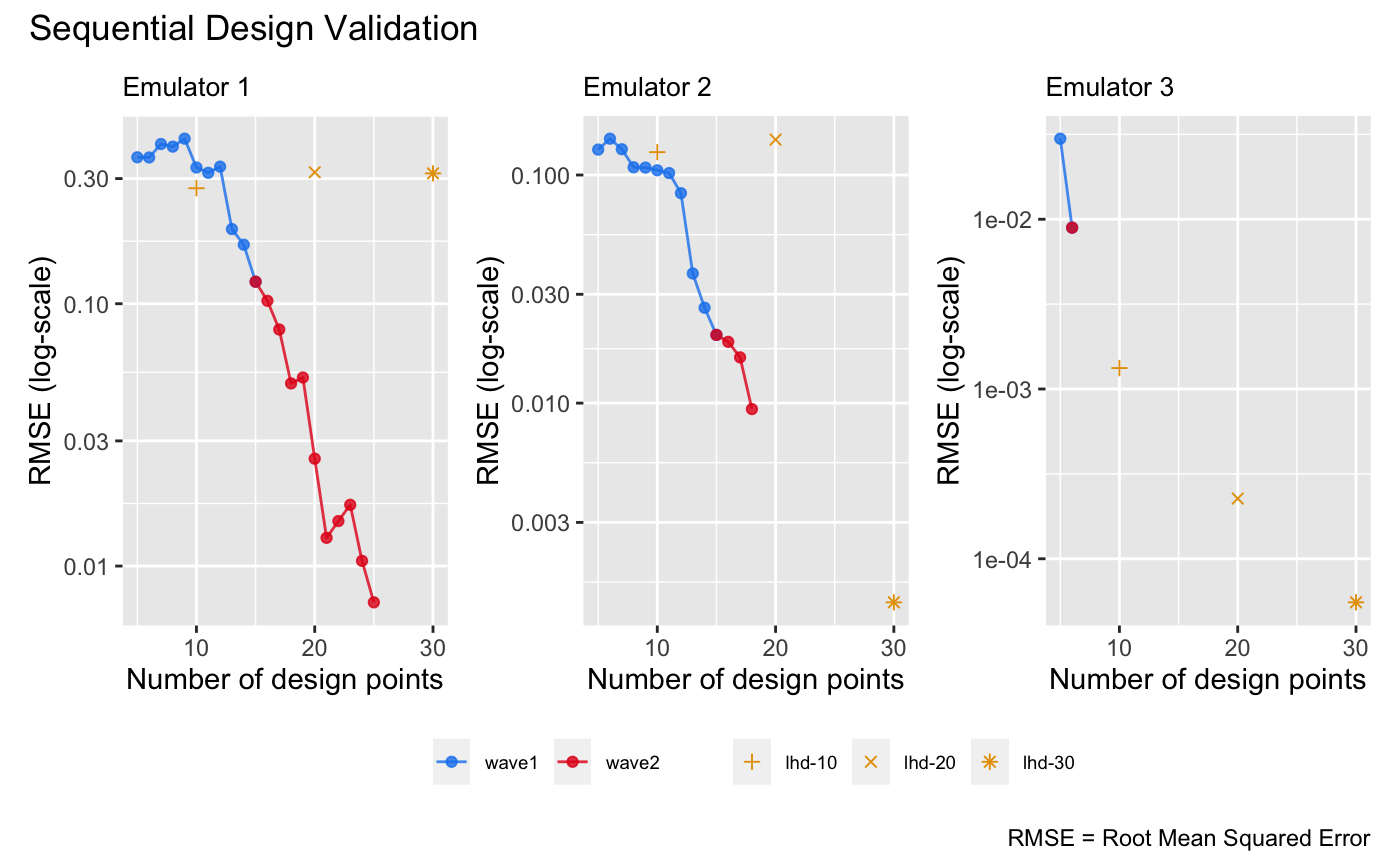 Sequential Design Validation
Emulator 1
Emulator 2
Emulator 3
RMSE (log-scale)
0.30
0.10
0.03
0.01
10
20
30
Number of design points
RMSE (log-scale)
0.100
0.030
0.010
0.003
10
20
30
Number of design points
RMSE (log-scale)
1e-02
1e-03
1e-04
10
20
30
Number of design points
wave1 wave2 lhd-10 lhd-20 lhd-30
RMSE = Root Mean Squared Error